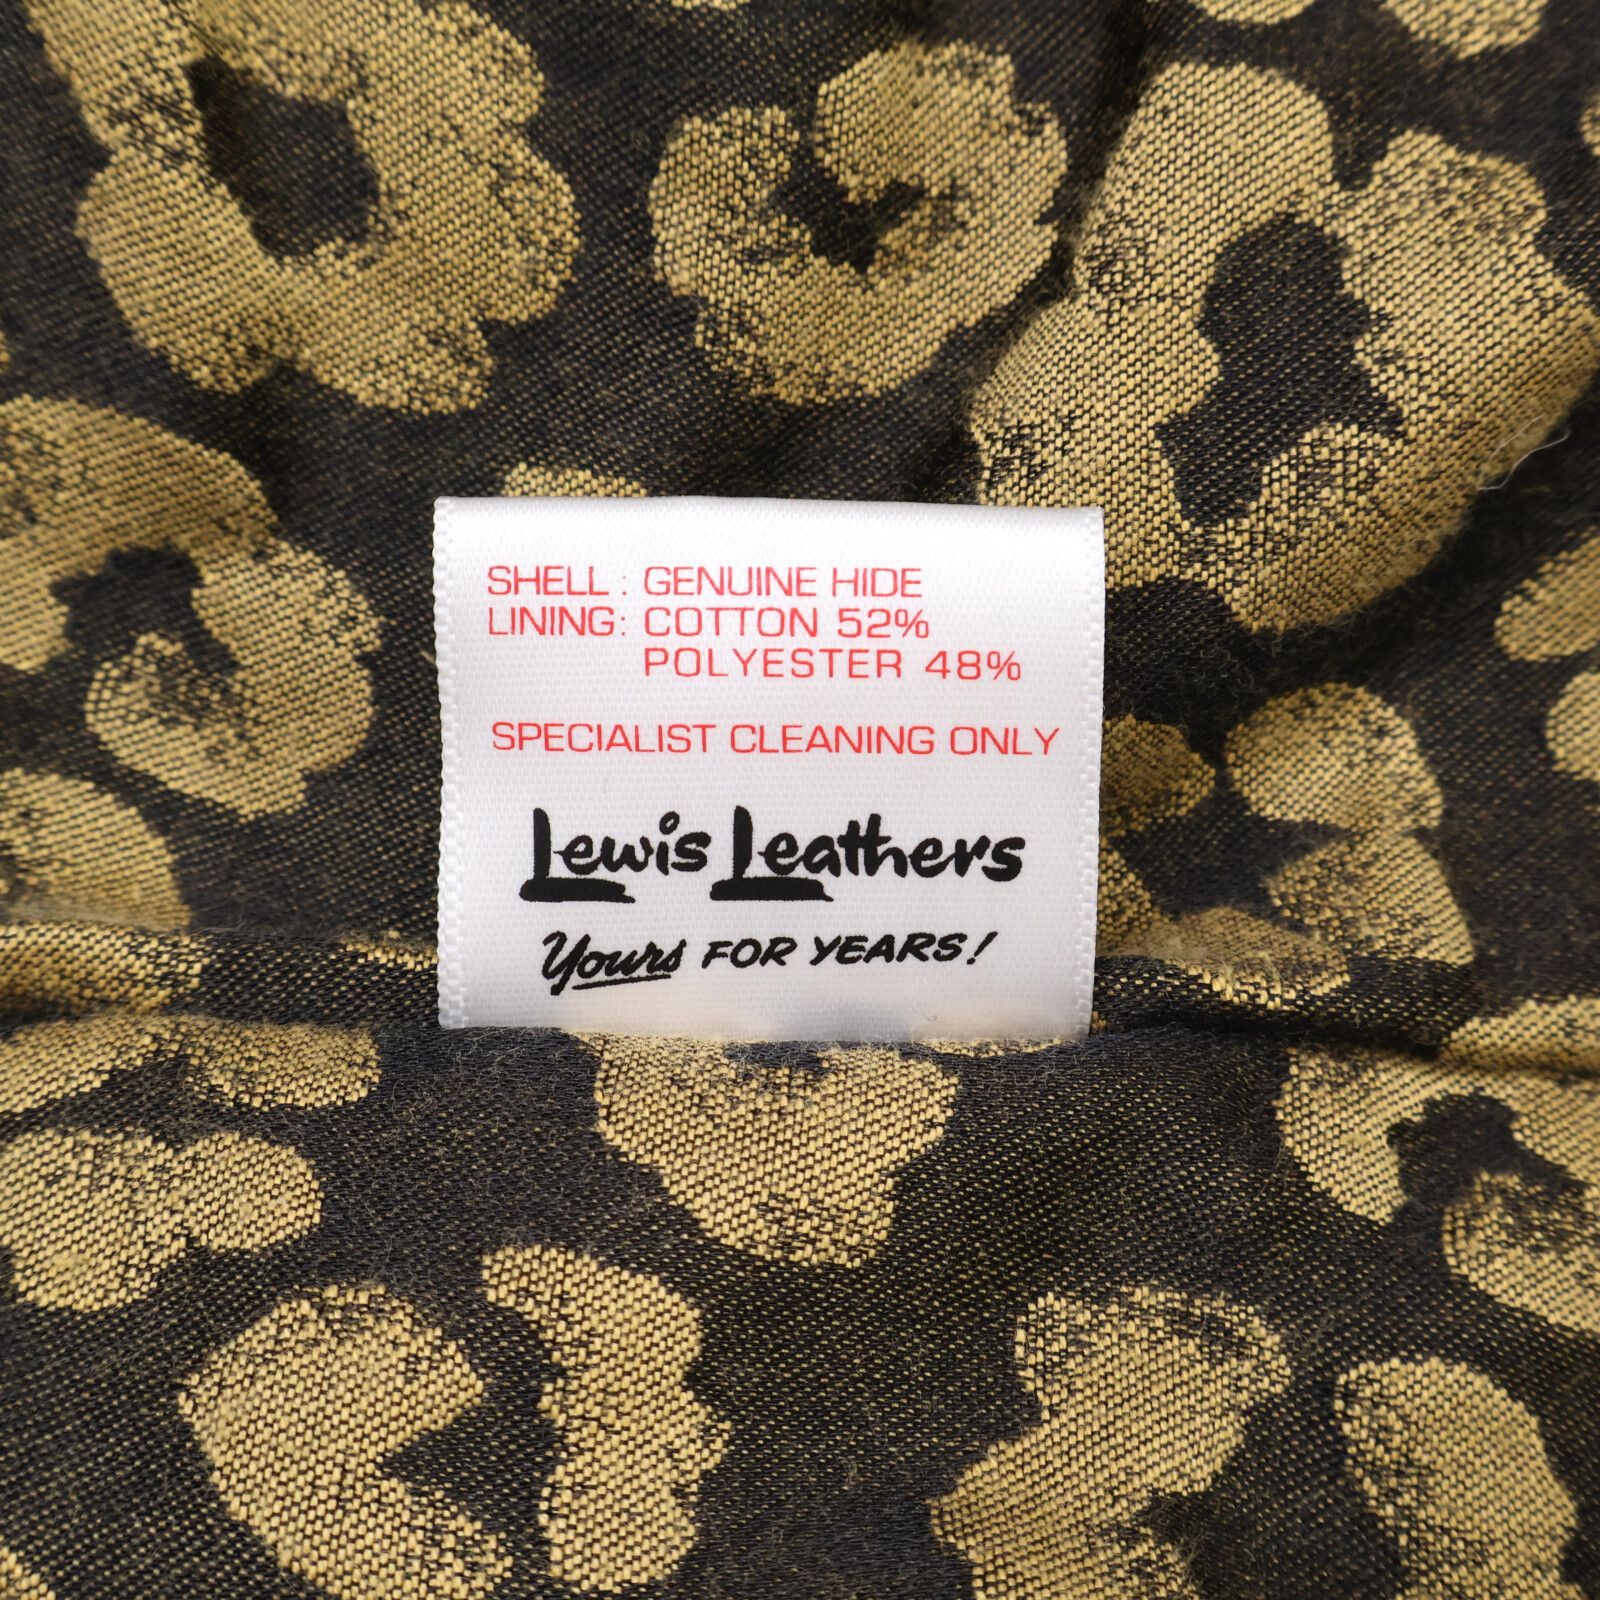 SHELL : GENUINE HIDE
LINING: COTTON 52%
POLYESTER 48%
SPECIALIST CLEANING ONLY
Lewis Leathers
Yours FOR YEARS!